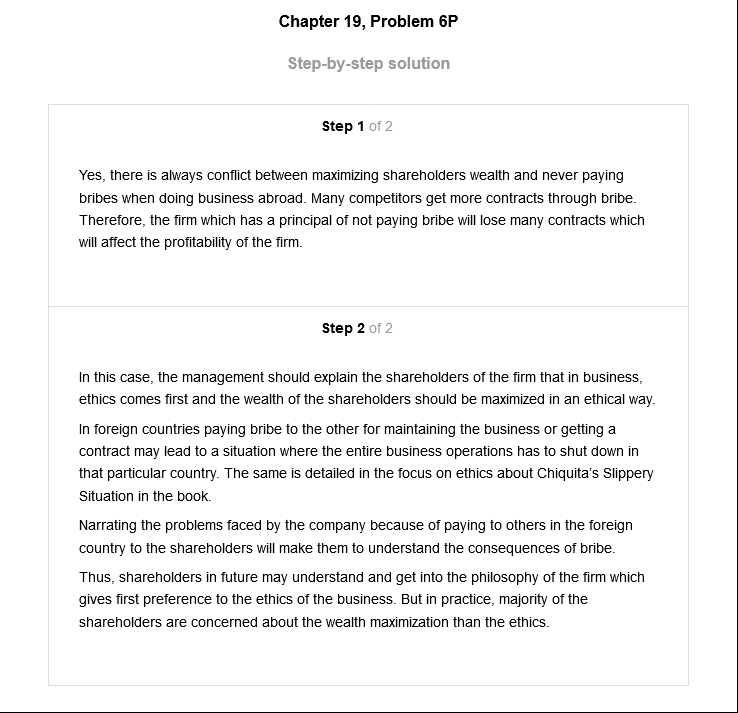 Chapter 19, Problem 6P
Step-by-step solution
Step 1 of 2
Yes, there is always conflict between maximizing shareholders wealth and never paying
bribes when doing business abroad. Many competitors get more contracts through bribe.
Therefore, the firm which has a principal of not paying bribe will lose many contracts which
will affect the profitability of the firm.
Step 2 of 2
In this case, the management should explain the shareholders of the firm that in business,
ethics comes first and the wealth of the shareholders should be maximized in an ethical way.
In foreign countries paying bribe to the other for maintaining the business or getting a
contract may lead to a situation where the entire business operations has to shut down in
that particular country. The same is detailed in the focus on ethics about Chiquita's Slippery
Situation in the book.
Narrating the problems faced by the company because of paying to others in the foreign
country to the shareholders will make them to understand the consequences of bribe.
Thus, shareholders in future may understand and get into the philosophy of the firm which
gives first preference to the ethics of the business. But in practice, majority of the
shareholders are concerned about the wealth maximization than the ethics.